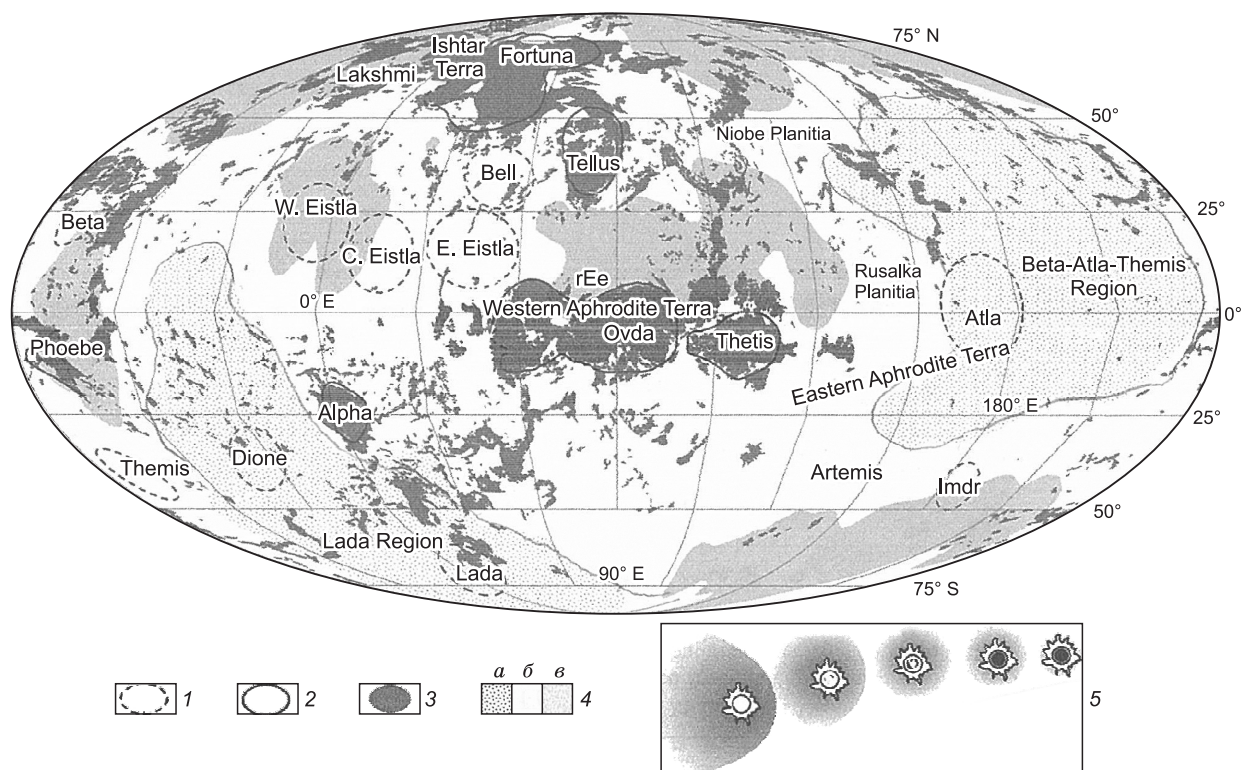 75° N
Ishtar
Terra
Fortuna
Lakshmi
50°
Niobe Planitia
Tellus
Bell
25°
Beta
W. Eistla
C. Eistla
E. Eistla
Beta-Atla-Themis
Region
Rusalka
Planitia
rEe
0° E
Western Aphrodite Terra
Ovda
Atla
0°
Phoebe
Thetis
Eastern Aphrodite Terra
180° E
Alpha
25°
Themis
Dione
Artemis
Imdr
50°
Lada Region
Lada
90° E
75° S
а б в
1
2
3
4
5